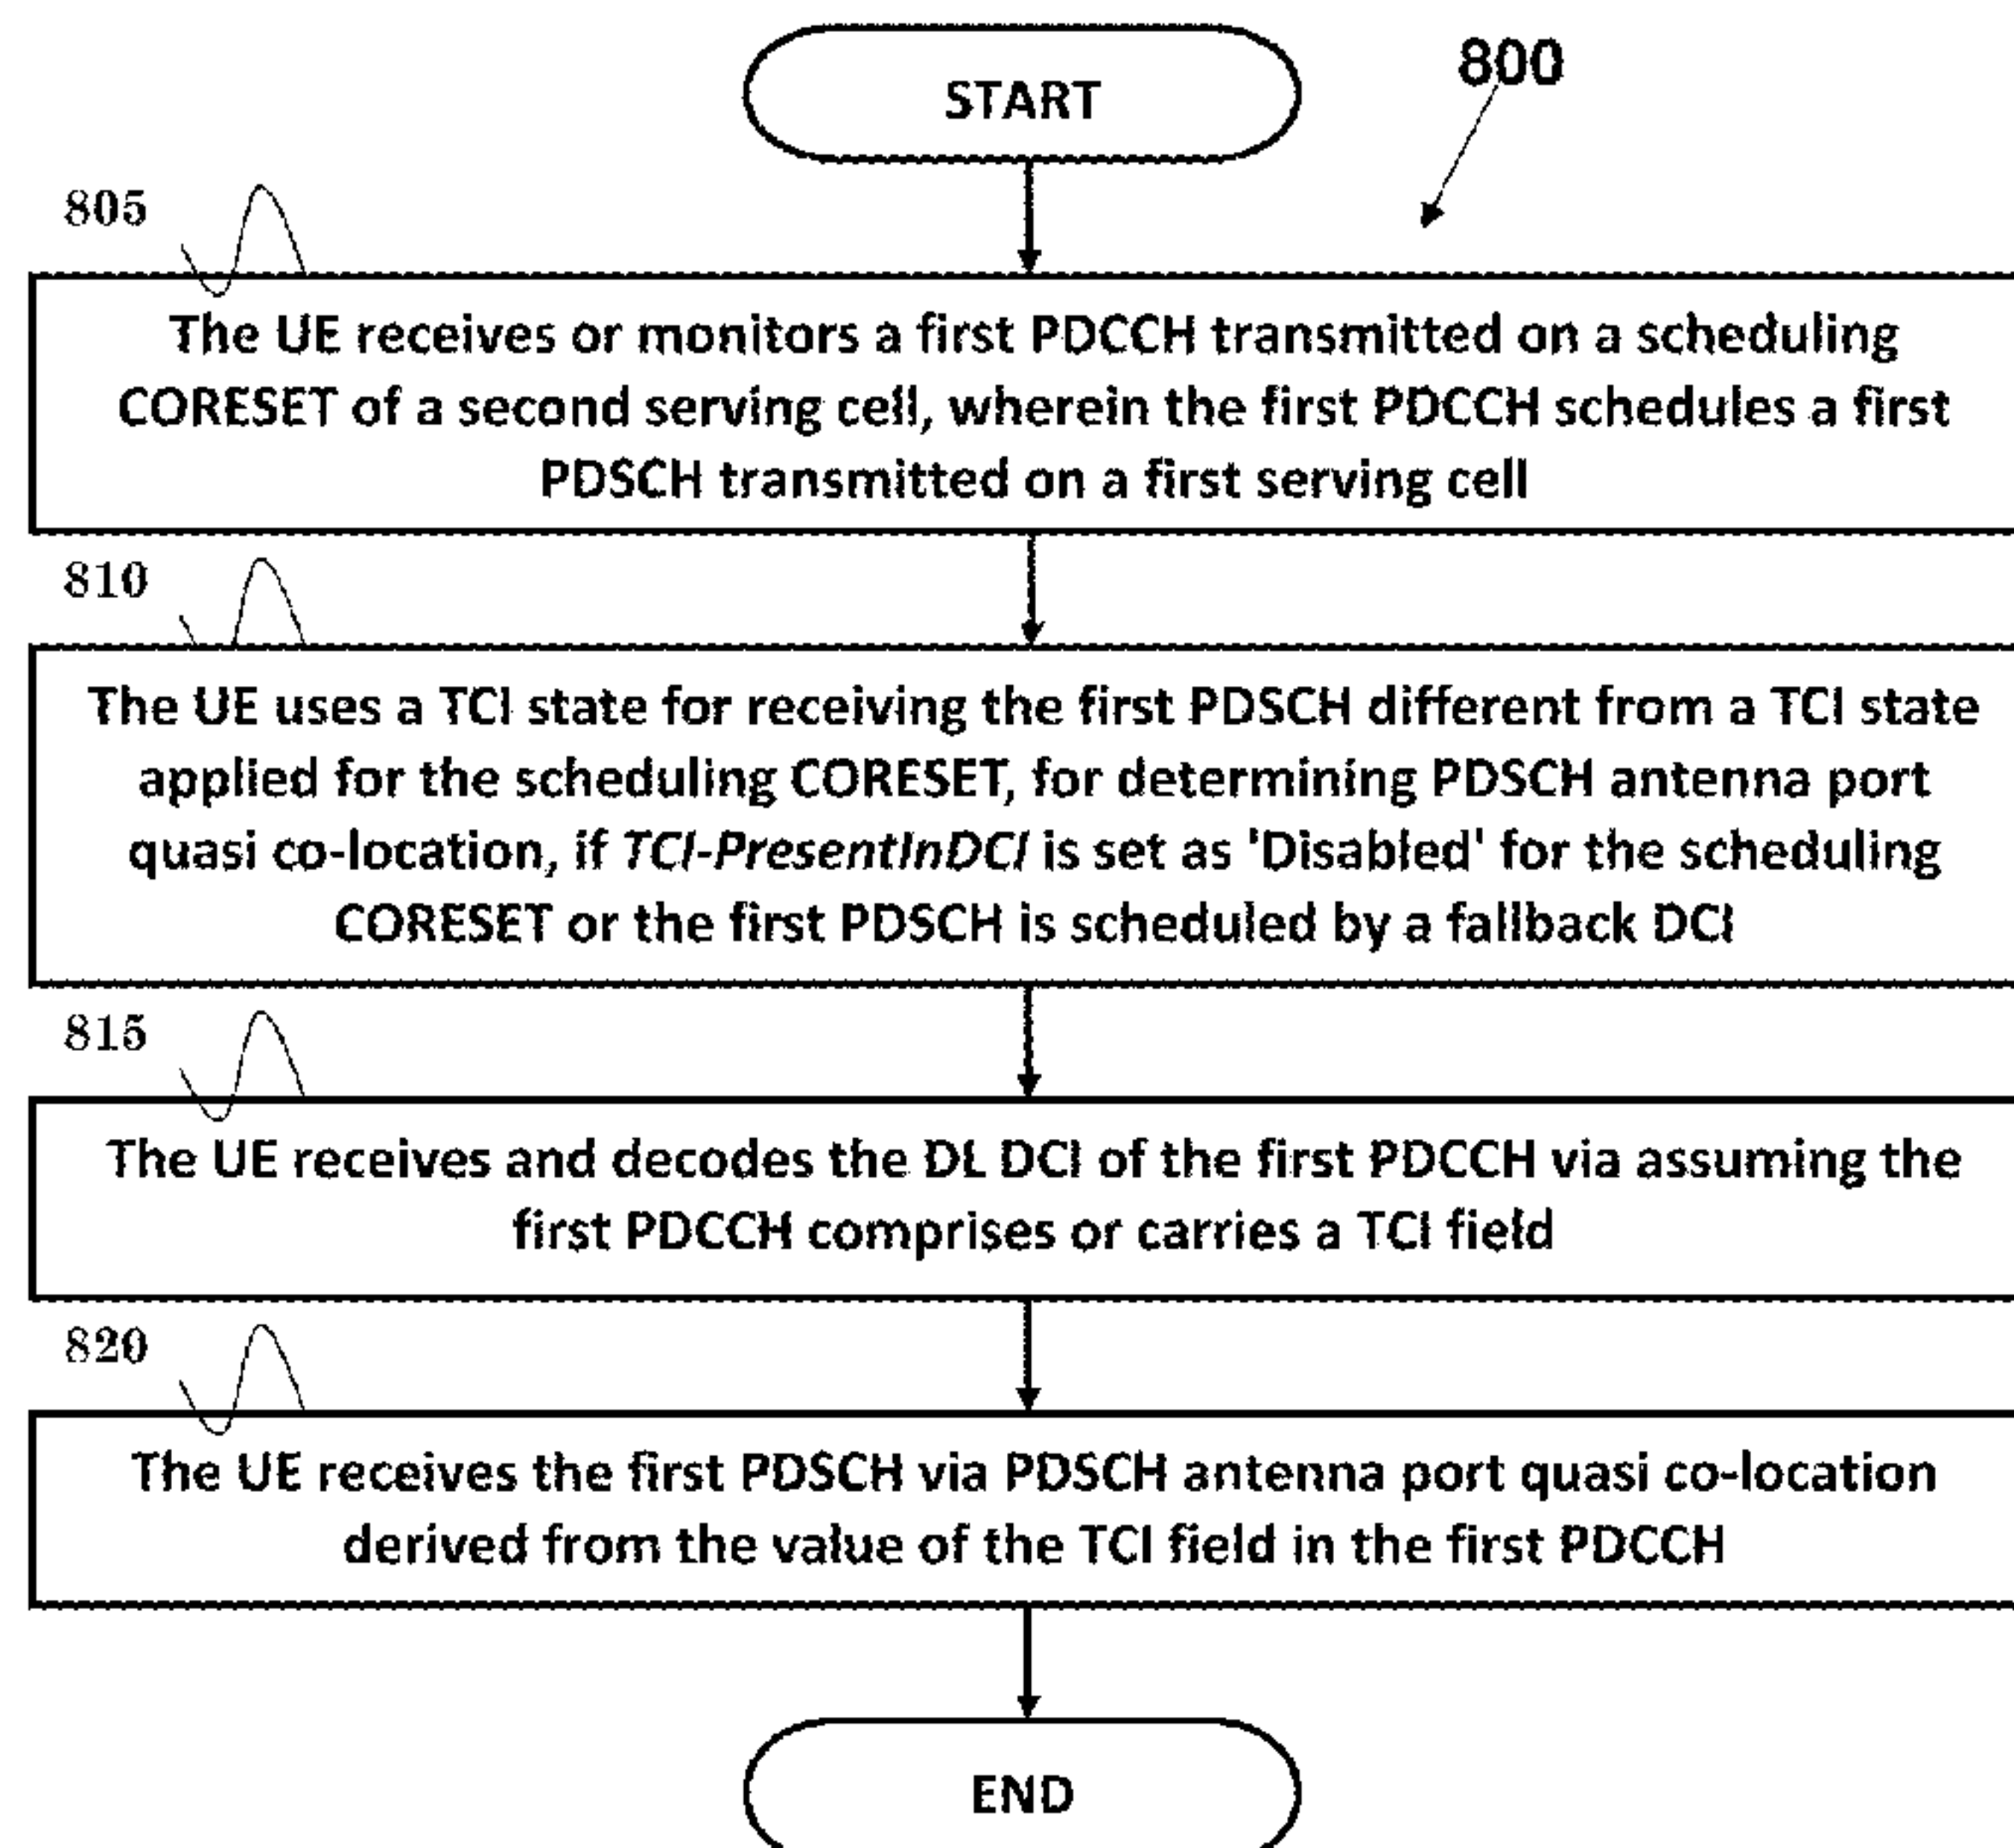 START
800
805
The UE receives or monitors a first PDCCH transmitted on a scheduling
CORESET of a second serving cell, wherein the first PDCCH schedules a first
PDSCH transmitted on a first serving cell
810
The UE uses a TCI state for receiving the first PDSCH different from a TCI state
applied for the scheduling CORESET, for determining PDSCH antenna port
quasi co-location, if TCI-PresentInDCI is set as 'Disabled' for the scheduling
CORESET or the first PDSCH is scheduled by a fallback DCI
815
The UE receives and decodes the DL DCI of the first PDCCH via assuming the
first PDCCH comprises or carries a TCI field
820
The UE receives the first PDSCH via PDSCH antenna port quasi co-location
derived from the value of the TCI field in the first PDCCH
END